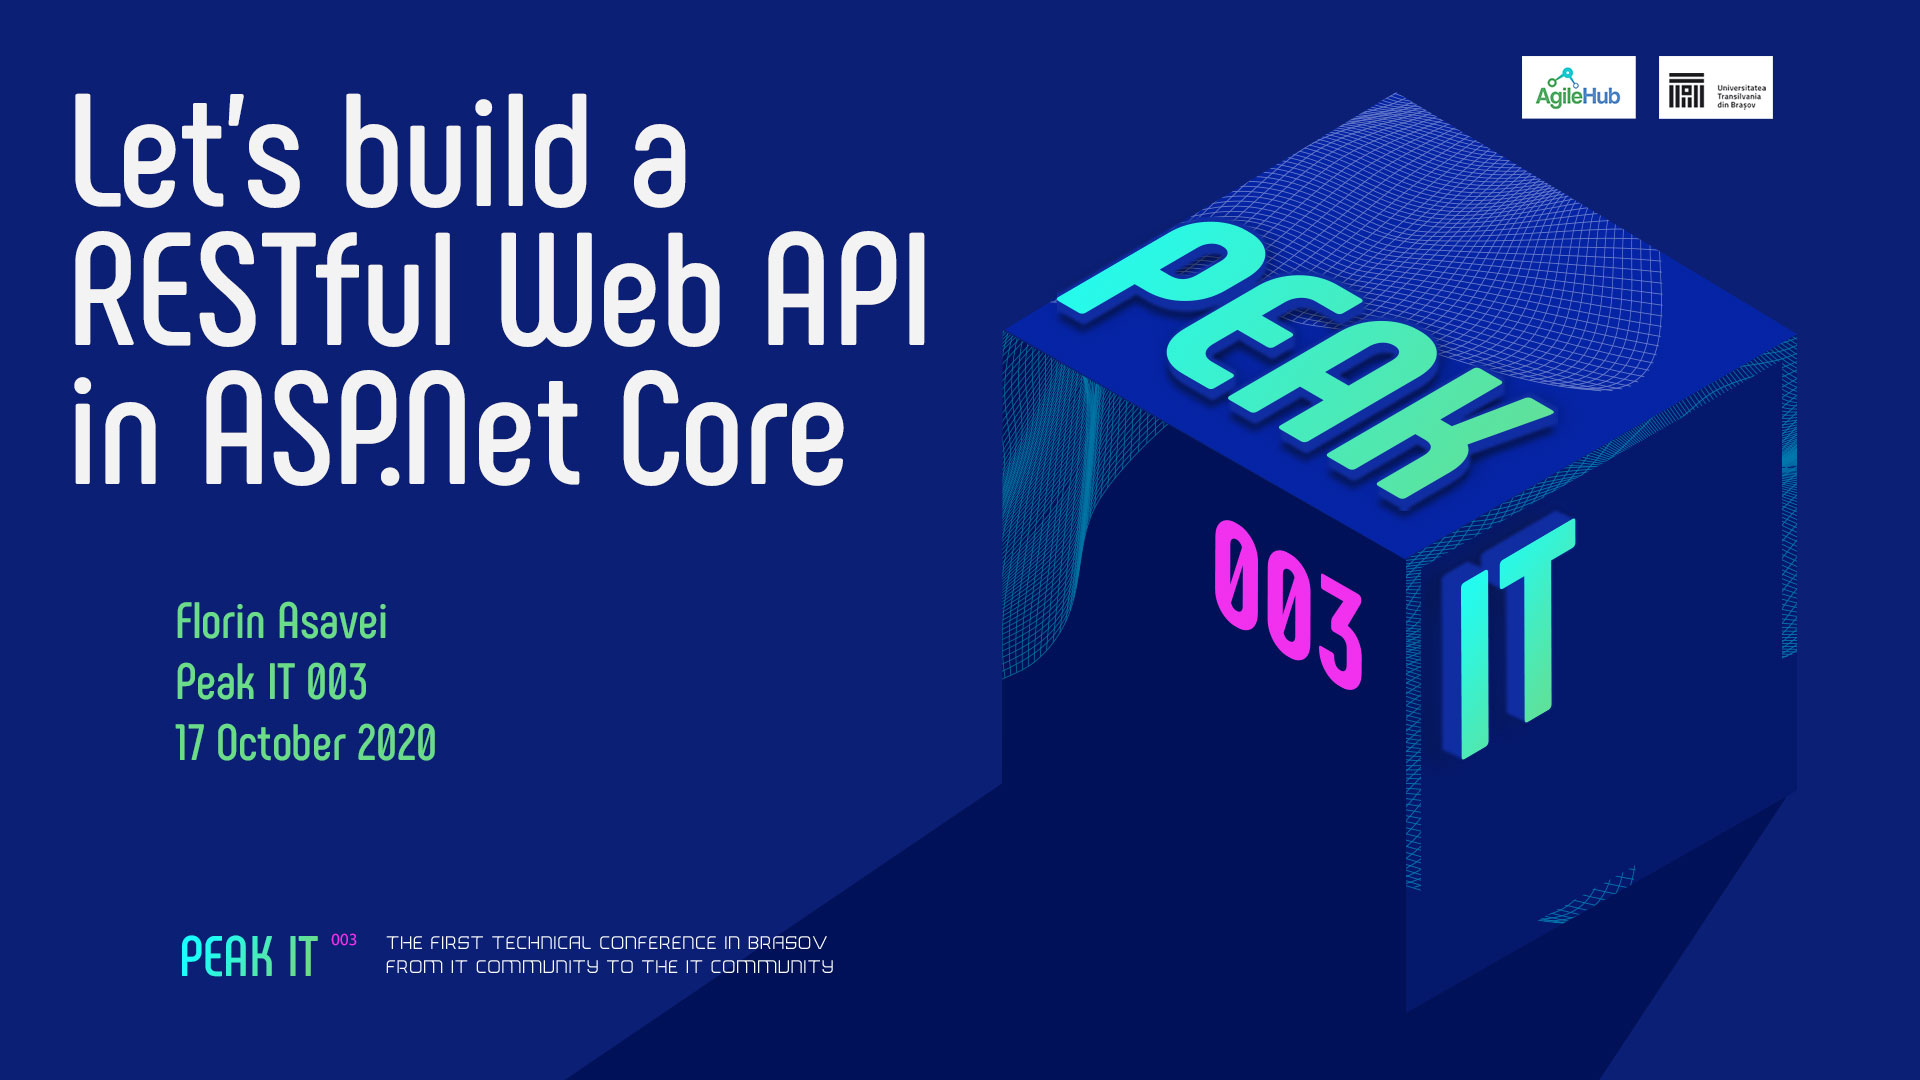 Let's build a
RESTful Web API
in ASP.Net Core
AgileHub
Universitatea
Transilvania
din Brașov
PEAK
003
IT
Florin Asavei
Peak IT 003
17 October 2020
PEAK IT 003
THE FIRST TECHNICAL CONFERENCE IN BRASOV
FROM IT COMMUNITY TO THE IT COMMUNITY